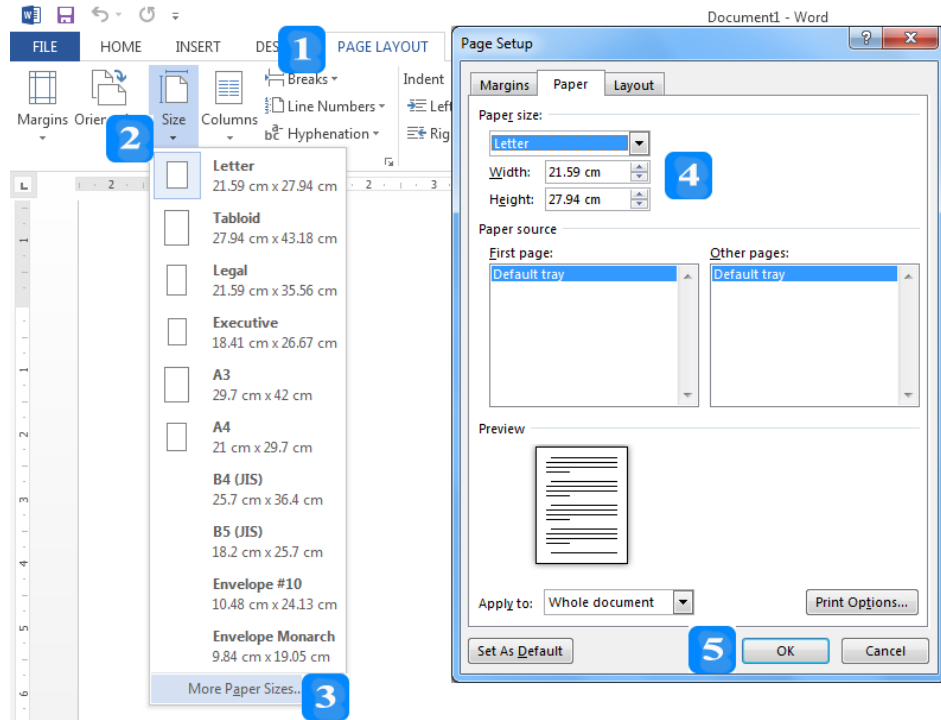 Document1 - Word
FILE HOME INSERT DES 1 PAGE LAYOUT
Margins
Size
Columns
Breaks
Line Numbers
Hyphenation
Indent
2
Letter
21.59 cm x 27.94 cm
Tabloid
27.94 cm x 43.18 cm
Legal
21.59 cm x 35.56 cm
Executive
18.41 cm x 26.67 cm
A3
29.7 cm x 42 cm
A4
21 cm x 29.7 cm
B4 (JIS)
25.7 cm x 36.4 cm
B5 (JIS)
18.2 cm x 25.7 cm
Envelope #10
10.48 cm x 24.13 cm
Envelope Monarch
9.84 cm x 19.05 cm
More Paper Sizes...
3
Page Setup
Margins Paper Layout
Paper size:
Letter
Width: 21.59 cm
4
Height: 27.94 cm
Paper source
First page: Other pages:
Default tray Default tray
Preview
Apply to: Whole document Print Options...
Set As Default 5 OK Cancel